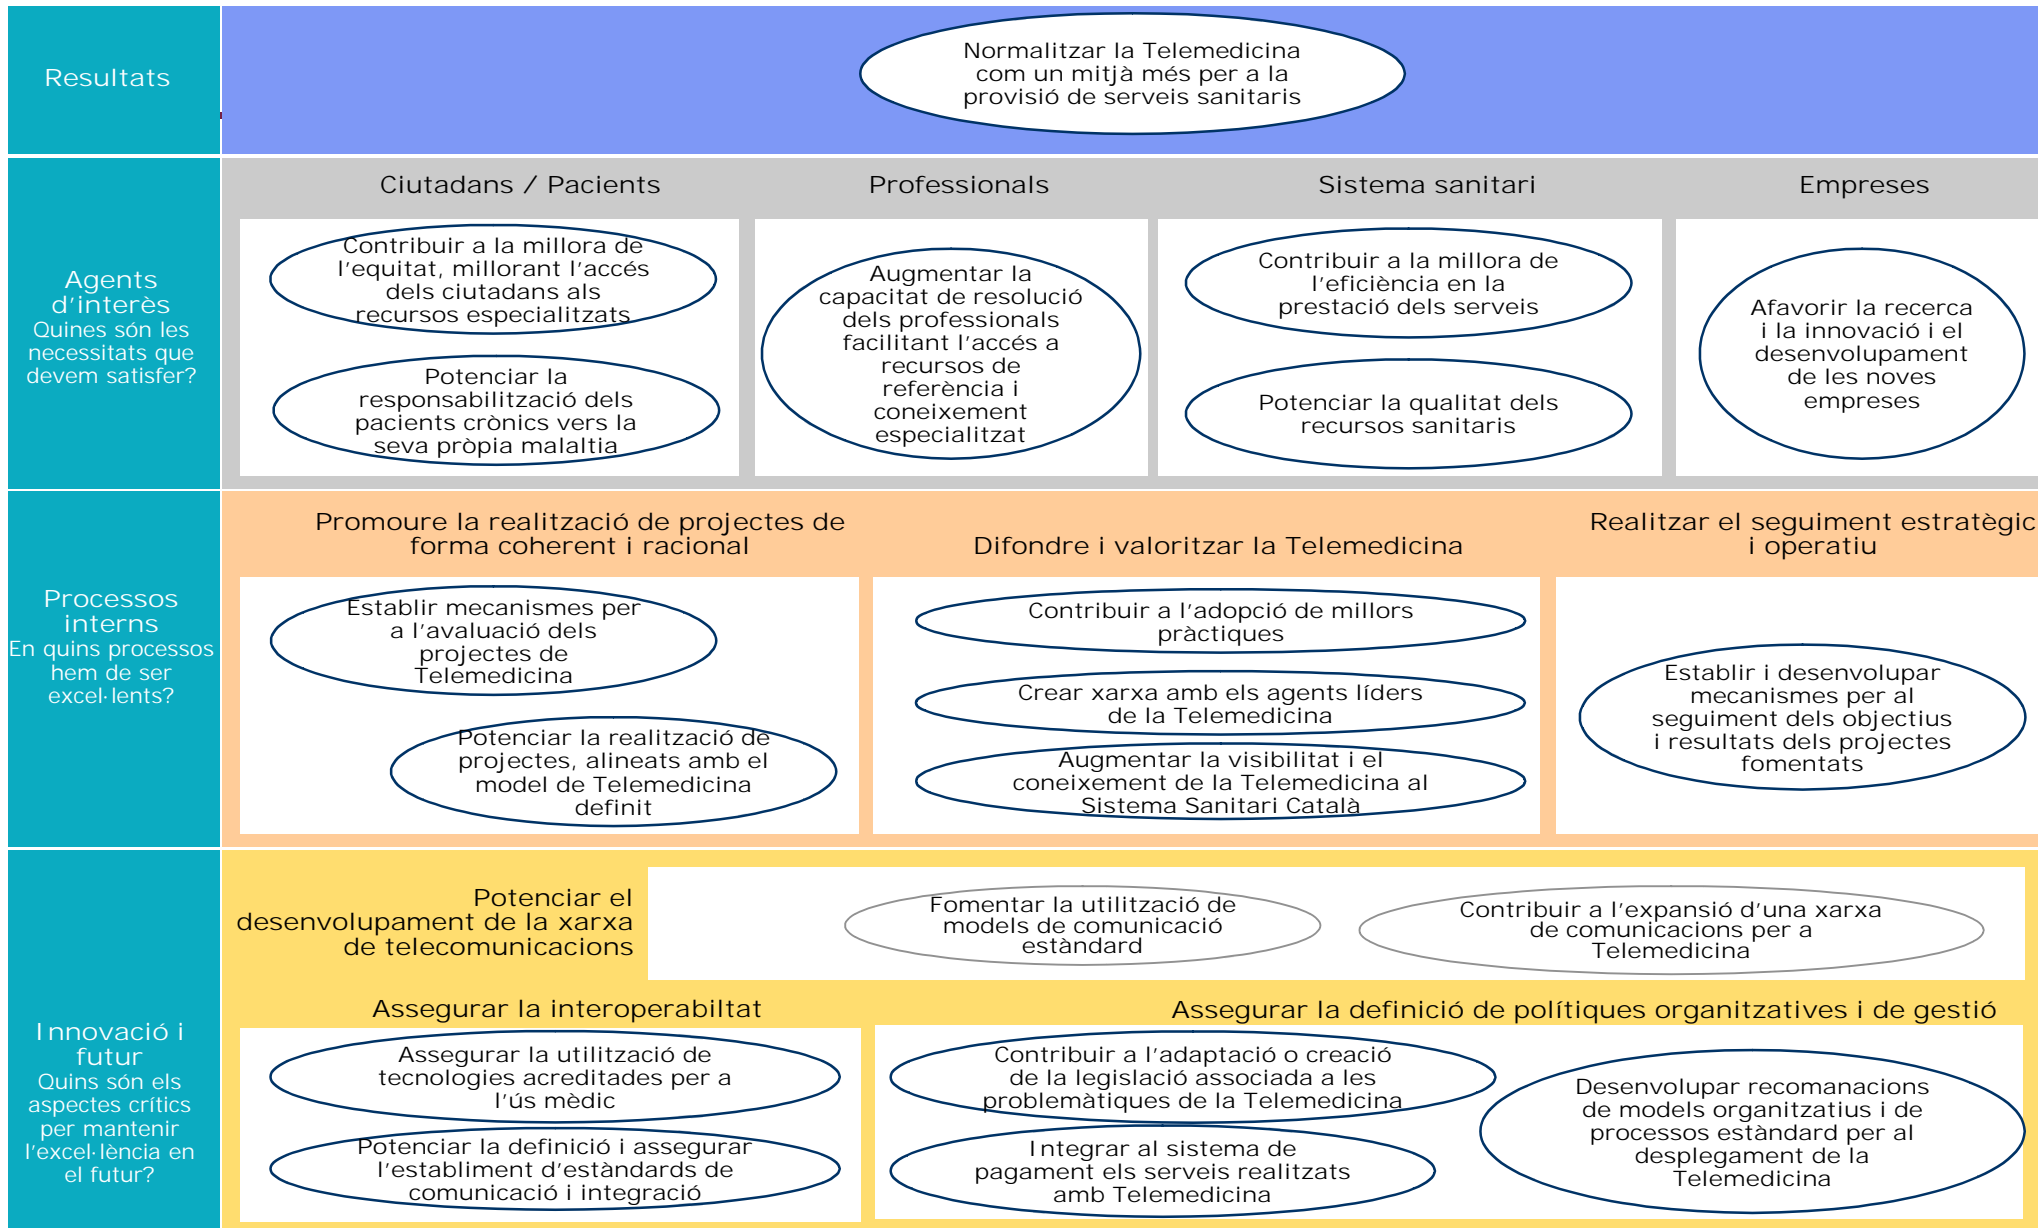 Resultats
Normalitzar la Telemedicina
com un mitjà més per a la
provisió de serveis sanitaris
Agents
d'interès
Quines són les
necessitats que
devem satisfer?
Ciutadans / Pacients
Contribuir a la millora de
l'equitat, millorant l'accés
dels ciutadans als
recursos especialitzats
Potenciar la
responsabilització dels
pacients crònics vers la
seva pròpia malaltia
Professionals
Augmentar la
capacitat de resolució
dels professionals
facilitant l'accés a
recursos de
referència i
coneixement
especialitzat
Sistema sanitari
Contribuir a la millora de
l'eficiència en la
prestació dels serveis
Potenciar la qualitat dels
recursos sanitaris
Empreses
Afavorir la recerca
i la innovació i el
desenvolupament
de les noves
empreses
Processos
interns
En quins processos
hem de ser
excel·lents?
Promoure la realització de projectes de
forma coherent i racional
Establir mecanismes per
a l'avaluació dels
projectes de
Telemedicina
Potenciar la realització de
projectes, alineats amb el
model de Telemedicina
definit
Difondre i valoritzar la Telemedicina
Contribuir a l'adopció de millors
pràctiques
Crear xarxa amb els agents líders
de la Telemedicina
Augmentar la visibilitat i el
coneixement de la Telemedicina al
Sistema Sanitari Català
Realitzar el seguiment estratègic
i operatiu
Establir i desenvolupar
mecanismes per al
seguiment dels objectius
i resultats dels projectes
fomentats
Innovació i
futur
Quins són els
aspectes crítics
per mantenir
l'excel·lència en
el futur?
Potenciar el
desenvolupament de la xarxa
de telecomunicacions
Fomentar la utilització de
models de comunicació
estàndard
Contribuir a l'expansió d'una xarxa
de comunicacions per a
Telemedicina
Assegurar la interoperabiltat
Assegurar la utilització de
tecnologies acreditades per a
l'ús mèdic
Potenciar la definició i assegurar
l'establiment d'estàndards de
comunicació i integració
Assegurar la definició de polítiques organitzatives i de gestió
Contribuir a l'adaptació o creació
de la legislació associada a les
problemàtiques de la Telemedicina
Integrar al sistema de
pagament els serveis realitzats
amb Telemedicina
Desenvolupar recomanacions
de models organitzatius i de
processos estàndard per al
desplegament de la
Telemedicina